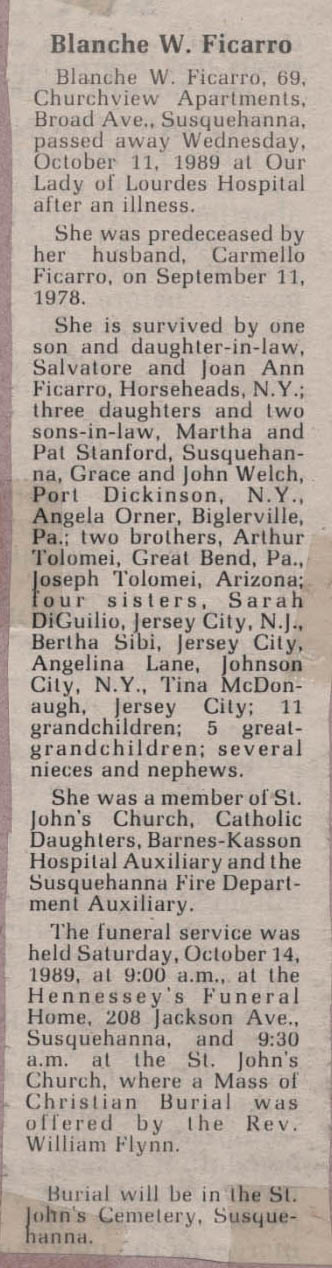 Blanche W. Ficarro
Blanche W. Ficarro, 69,
Churchview Apartments,
Broad Ave., Susquehanna,
passed away Wednesday,
October 11, 1989 at Our
Lady of Lourdes Hospital
after an illness.
She was predeceased by
her husband, Carmello
Ficarro, on September 11,
1978.
She is survived by one
son and daughter-in-law,
Salvatore and Joan Ann
Ficarro, Horseheads, N.Y.;
three daughters and two
sons-in-law, Martha and
Pat Stanford, Susquehan-
na, Grace and John Welch,
Port Dickinson, N.Y.,
Angela Orner, Biglerville,
Pa.; two brothers, Arthur
Tolomei, Great Bend, Pa.,
Joseph Tolomei, Arizona;
four sisters, Sarah
DiGuilio, Jersey City, N.J.,
Bertha Sibi, Jersey City,
Angelina Lane, Johnson
City, N.Y., Tina McDon-
augh, Jersey City; 11
grandchildren; 5 great-
grandchildren; several
nieces and nephews.
She was a member of St.
John's Church, Catholic
Daughters, Barnes-Kasson
Hospital Auxiliary and the
Susquehanna Fire Depart-
ment Auxiliary.
The funeral service was
held Saturday, October 14,
1989, at 9:00 a.m., at the
Hennessey's Funeral
Home, 208 Jackson Ave.,
Susquehanna, and 9:30
a.m. at the St. John's
Church, where a Mass of
Christian Burial was
offered by the Rev.
William Flynn.
Burial will be in the St.
John's Cemetery, Susque-
hanna.